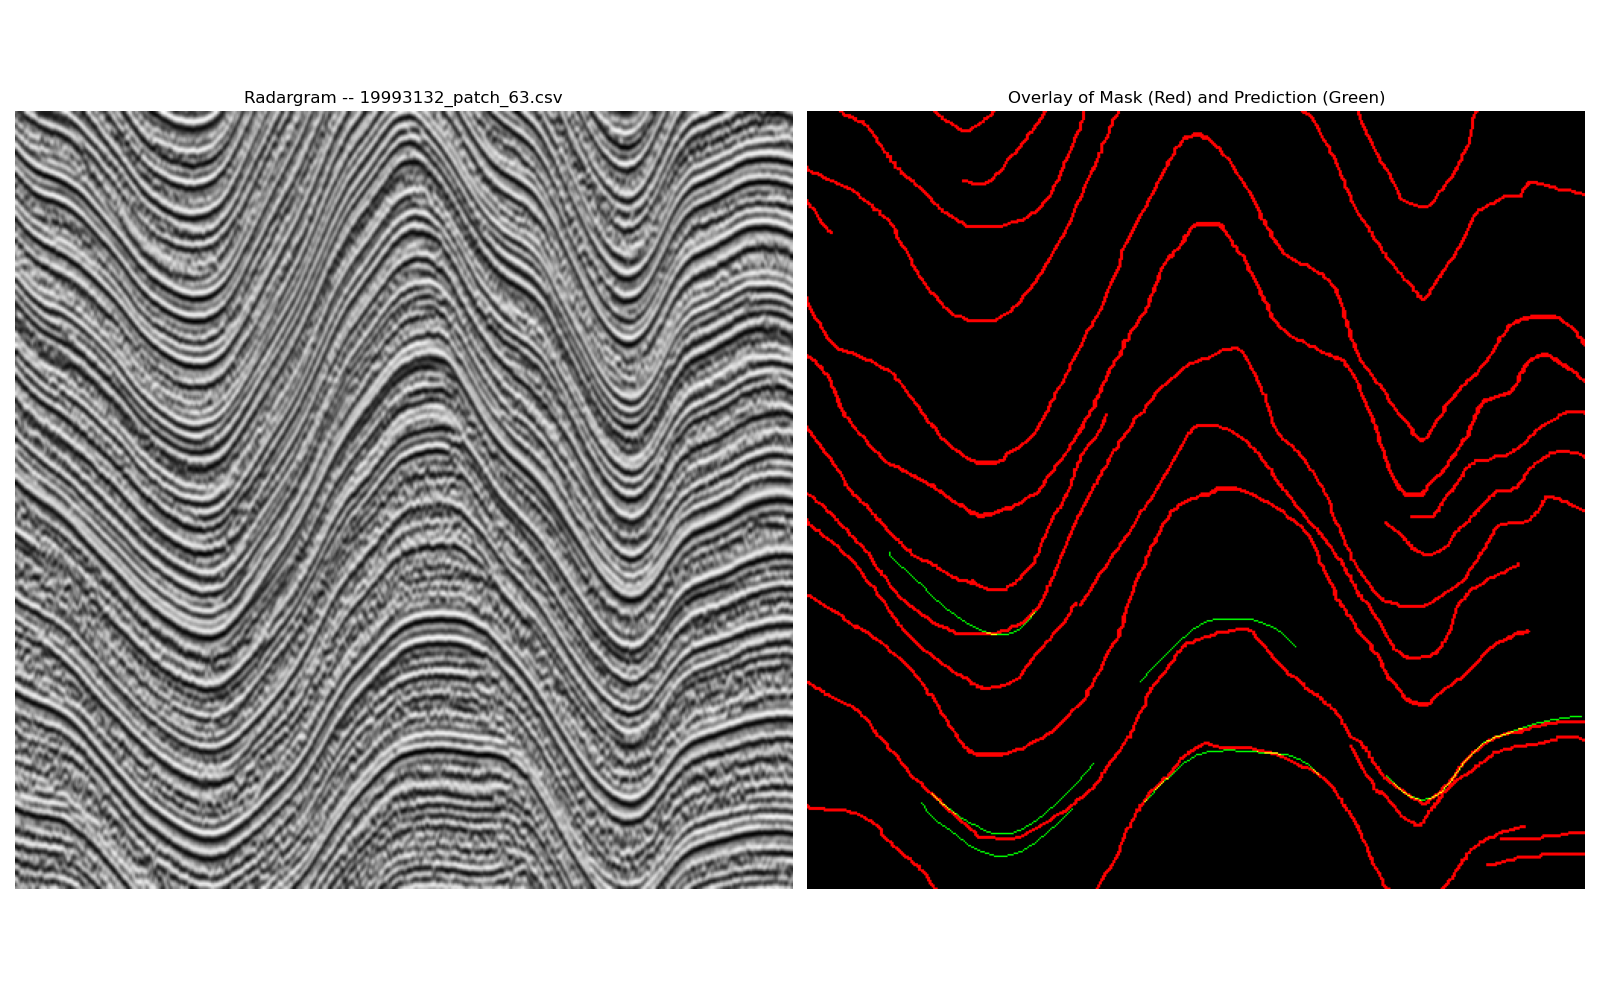 Radargram -- 19993132_patch_63.csv
Overlay of Mask (Red) and Prediction (Green)